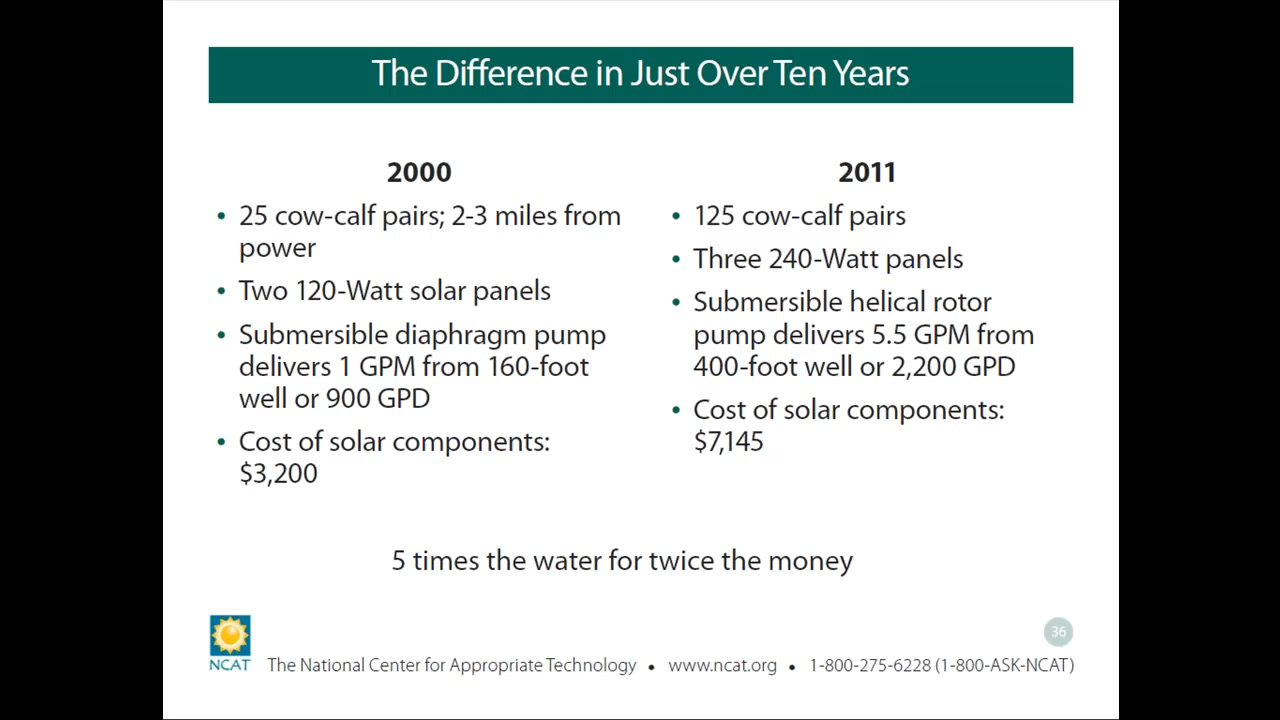 The Difference in Just Over Ten Years
2000
• 25 cow-calf pairs; 2-3 miles from
power
• Two 120-Watt solar panels
• Submersible diaphragm pump
delivers 1 GPM from 160-foot
well or 900 GPD
• Cost of solar components:
$3,200
2011
• 125 cow-calf pairs
• Three 240-Watt panels
• Submersible helical rotor
pump delivers 5.5 GPM from
400-foot well or 2,200 GPD
• Cost of solar components:
$7,145
5 times the water for twice the money
36
NCAT
The National Center for Appropriate Technology • www.ncat.org • 1-800-275-6228 (1-800-ASK-NCAT)